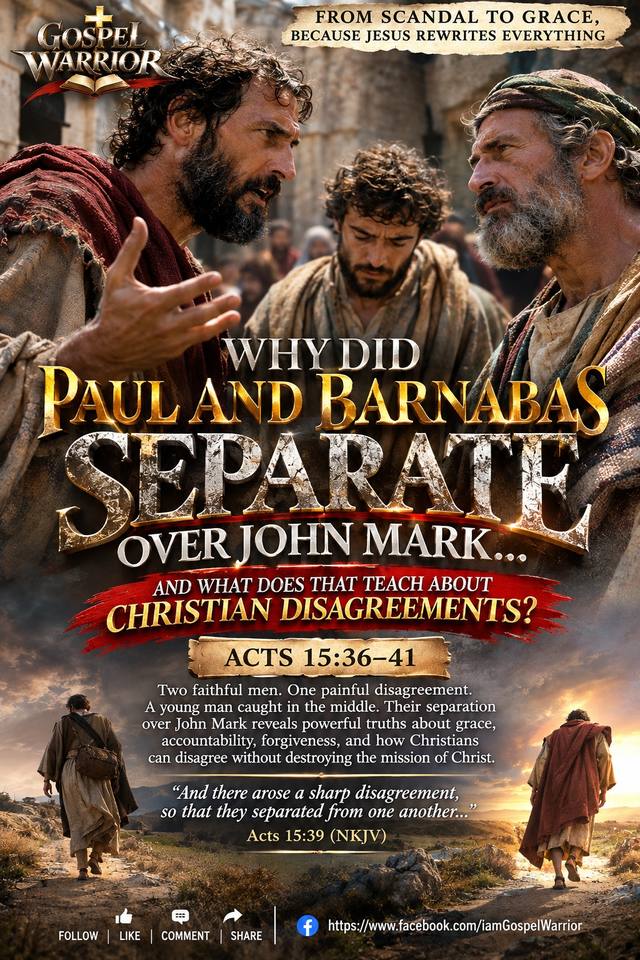 GOSPEL
WARRIOR
FROM SCANDAL TO GRACE,
BECAUSE JESUS REWRITES EVERYTHING
WHY DID
PAUL AND BARNABAS
SEPARATE
OVER JOHN MARK...
AND WHAT DOES THAT TEACH ABOUT
CHRISTIAN DISAGREEMENTS?
ACTS 15:36–41
Two faithful men. One painful disagreement.
A young man caught in the middle. Their separation
over John Mark reveals powerful truths about grace,
accountability, forgiveness, and how Christians
can disagree without destroying the mission of Christ.
“And there arose a sharp disagreement,
so that they separated from one another...”
Acts 15:39 (NKJV)
FOLLOW | LIKE | COMMENT | SHARE
https://www.facebook.com/iamGospelWarrior